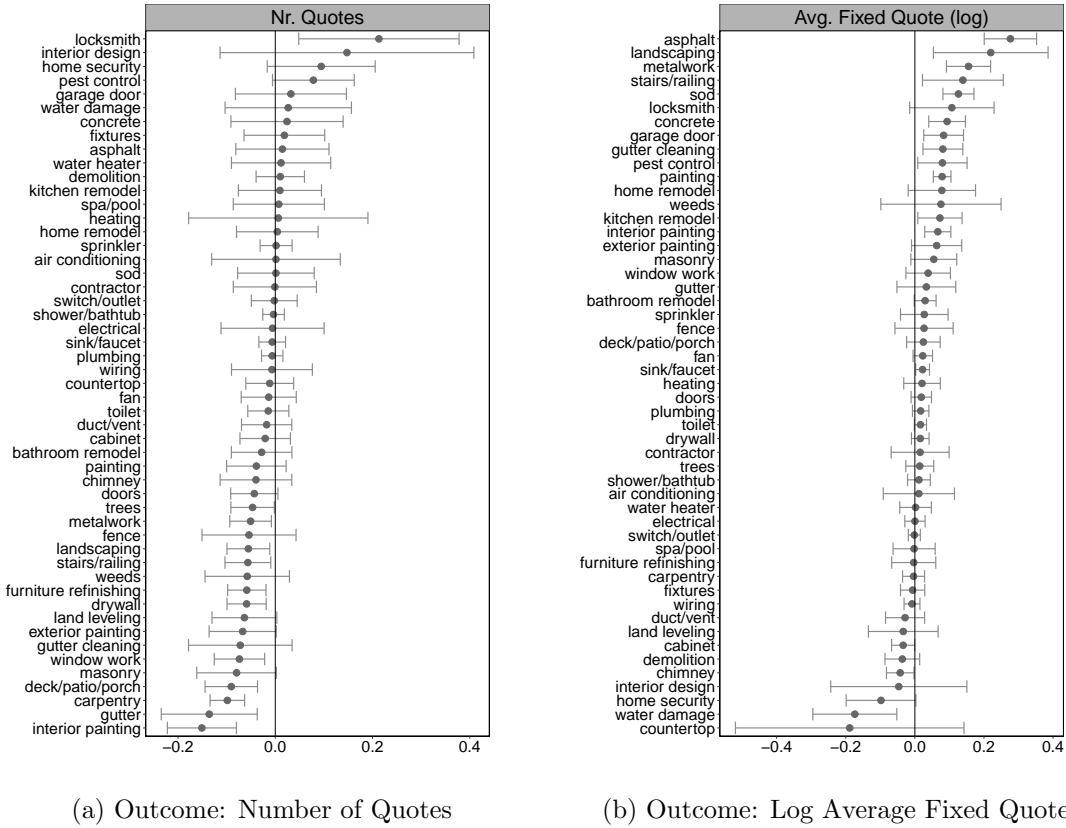 Nr. Quotes
locksmith
interior design
home security
pest control
garage door
water damage
concrete
fixtures
asphalt
water heater
demolition
kitchen remodel
spa/pool
heating
home remodel
sprinkler
air conditioning
sod
contractor
switch/outlet
shower/bathtub
electrical
sink/faucet
plumbing
wiring
countertop
fan
toilet
duct/vent
cabinet
bathroom remodel
painting
chimney
doors
trees
metalwork
fence
landscaping
stairs/railing
weeds
furniture refinishing
drywall
land leveling
exterior painting
gutter cleaning
window work
masonry
deck/patio/porch
carpentry
gutter
interior painting
−0.2 0.0 0.2 0.4
(a) Outcome: Number of Quotes
Avg. Fixed Quote (log)
asphalt
landscaping
metalwork
stairs/railing
sod
locksmith
concrete
garage door
gutter cleaning
pest control
painting
home remodel
weeds
kitchen remodel
interior painting
exterior painting
masonry
window work
gutter
bathroom remodel
sprinkler
fence
deck/patio/porch
fan
sink/faucet
heating
doors
plumbing
toilet
drywall
contractor
trees
shower/bathtub
air conditioning
water heater
electrical
switch/outlet
spa/pool
furniture refinishing
carpentry
fixtures
wiring
duct/vent
land leveling
cabinet
demolition
chimney
interior design
home security
water damage
countertop
−0.4 −0.2 0.0 0.2 0.4
(b) Outcome: Log Average Fixed Quote